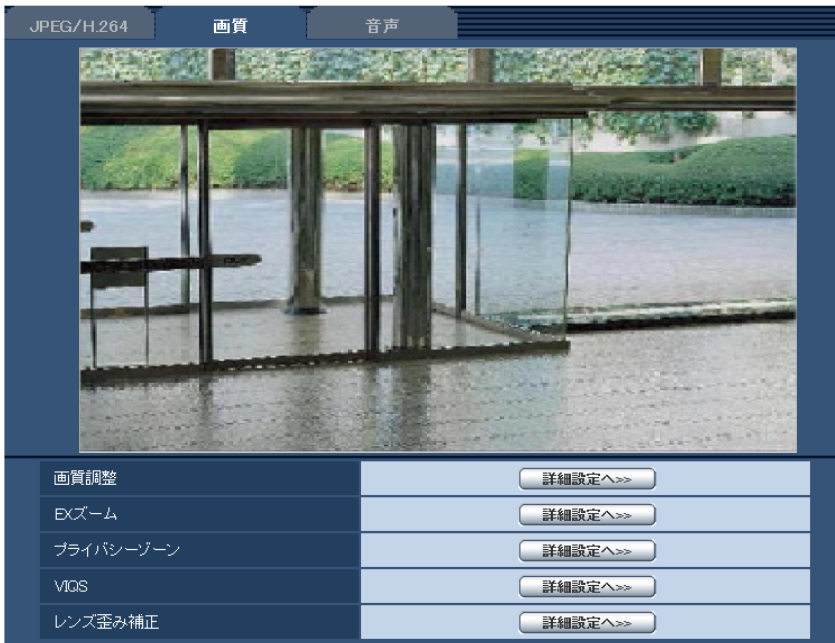 JPEG/H.264 画質 音声
画質調整 詳細設定へ>>
EXズーム 詳細設定へ>>
プライバシーゾーン 詳細設定へ>>
VIQS 詳細設定へ>>
レンズ歪み補正 詳細設定へ>>